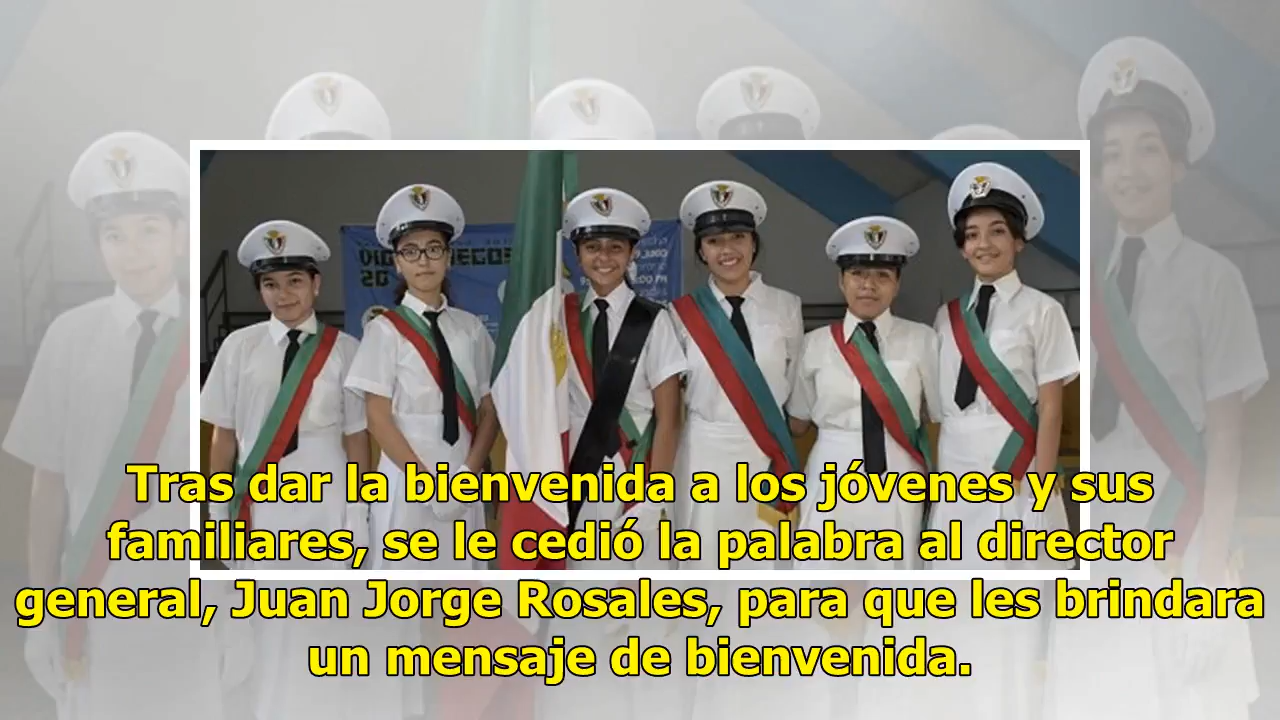 Tras dar la bienvenida a los jóvenes y sus
familiares, se le cedió la palabra al director
general, Juan Jorge Rosales, para que les brindara
un mensaje de bienvenida.